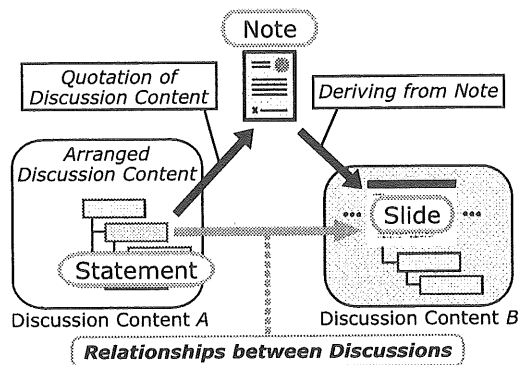 Note
Quotation of
Discussion Content
Deriving from Note
Arranged
Discussion Content
Statement
Slide
Discussion Content A
Discussion Content B
Relationships between Discussions